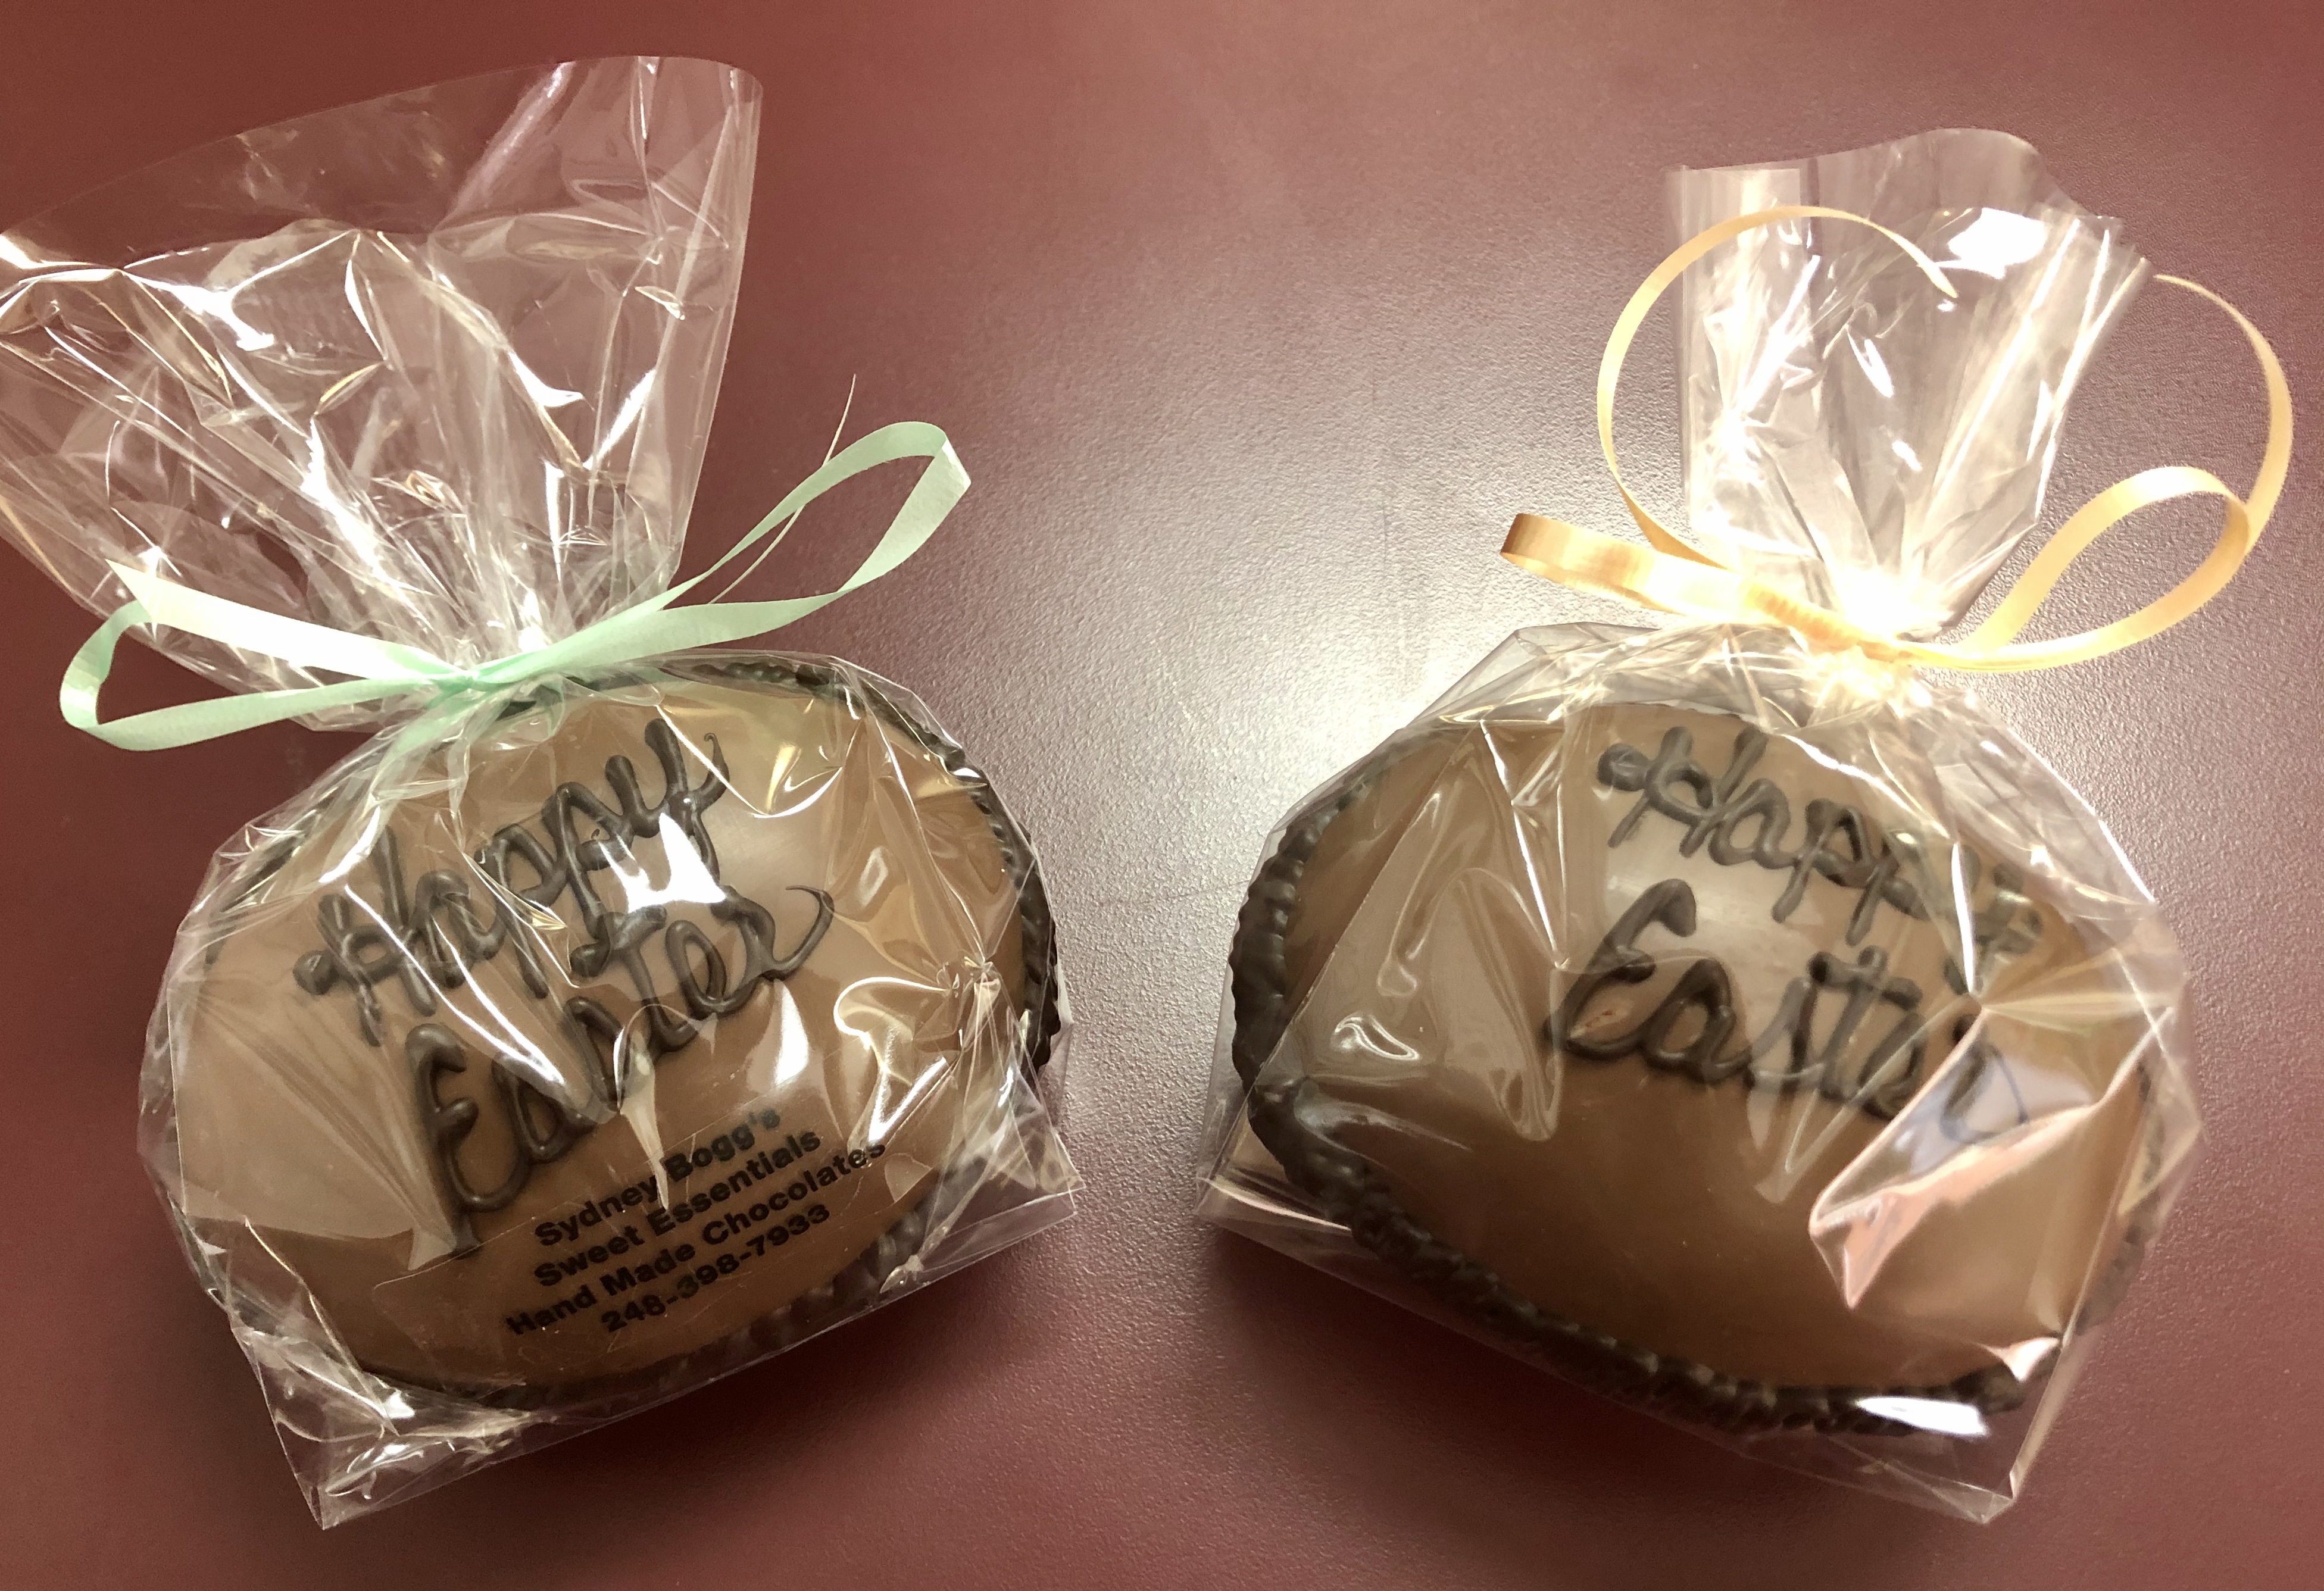 Happy
Easter
Sydney Bogg's
Sweet Essentials
Hand Made Chocolates
248-398-7933
Happy
Easter